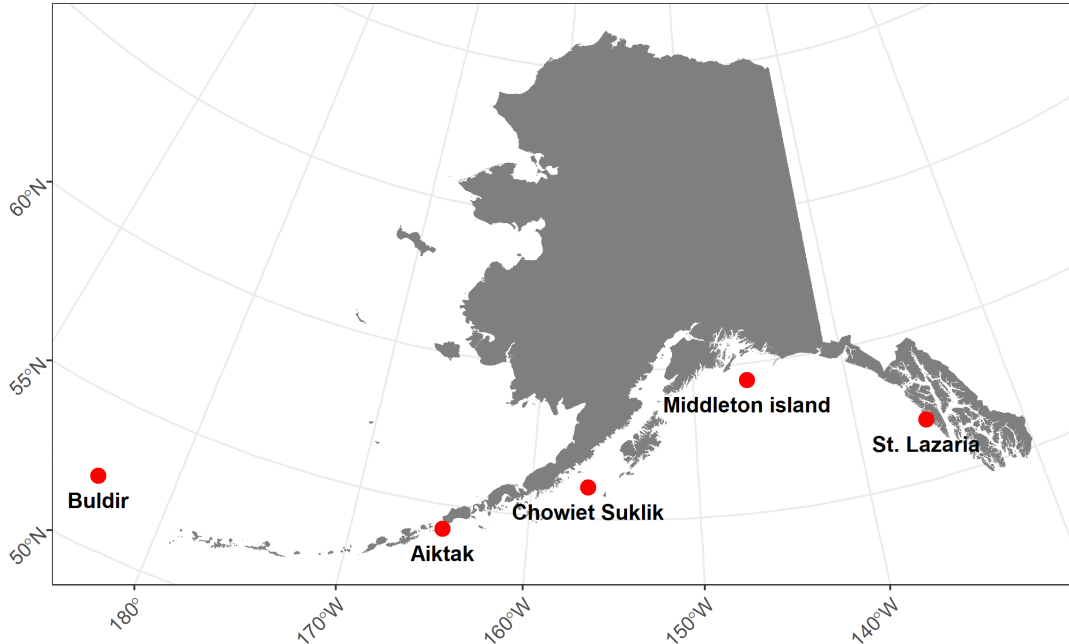 60°N
55°N
50°N
Middleton island
St. Lazaria
Buldir
Chowiet Suklik
Aiktak
180°
170°W
160°W
150°W
140°W